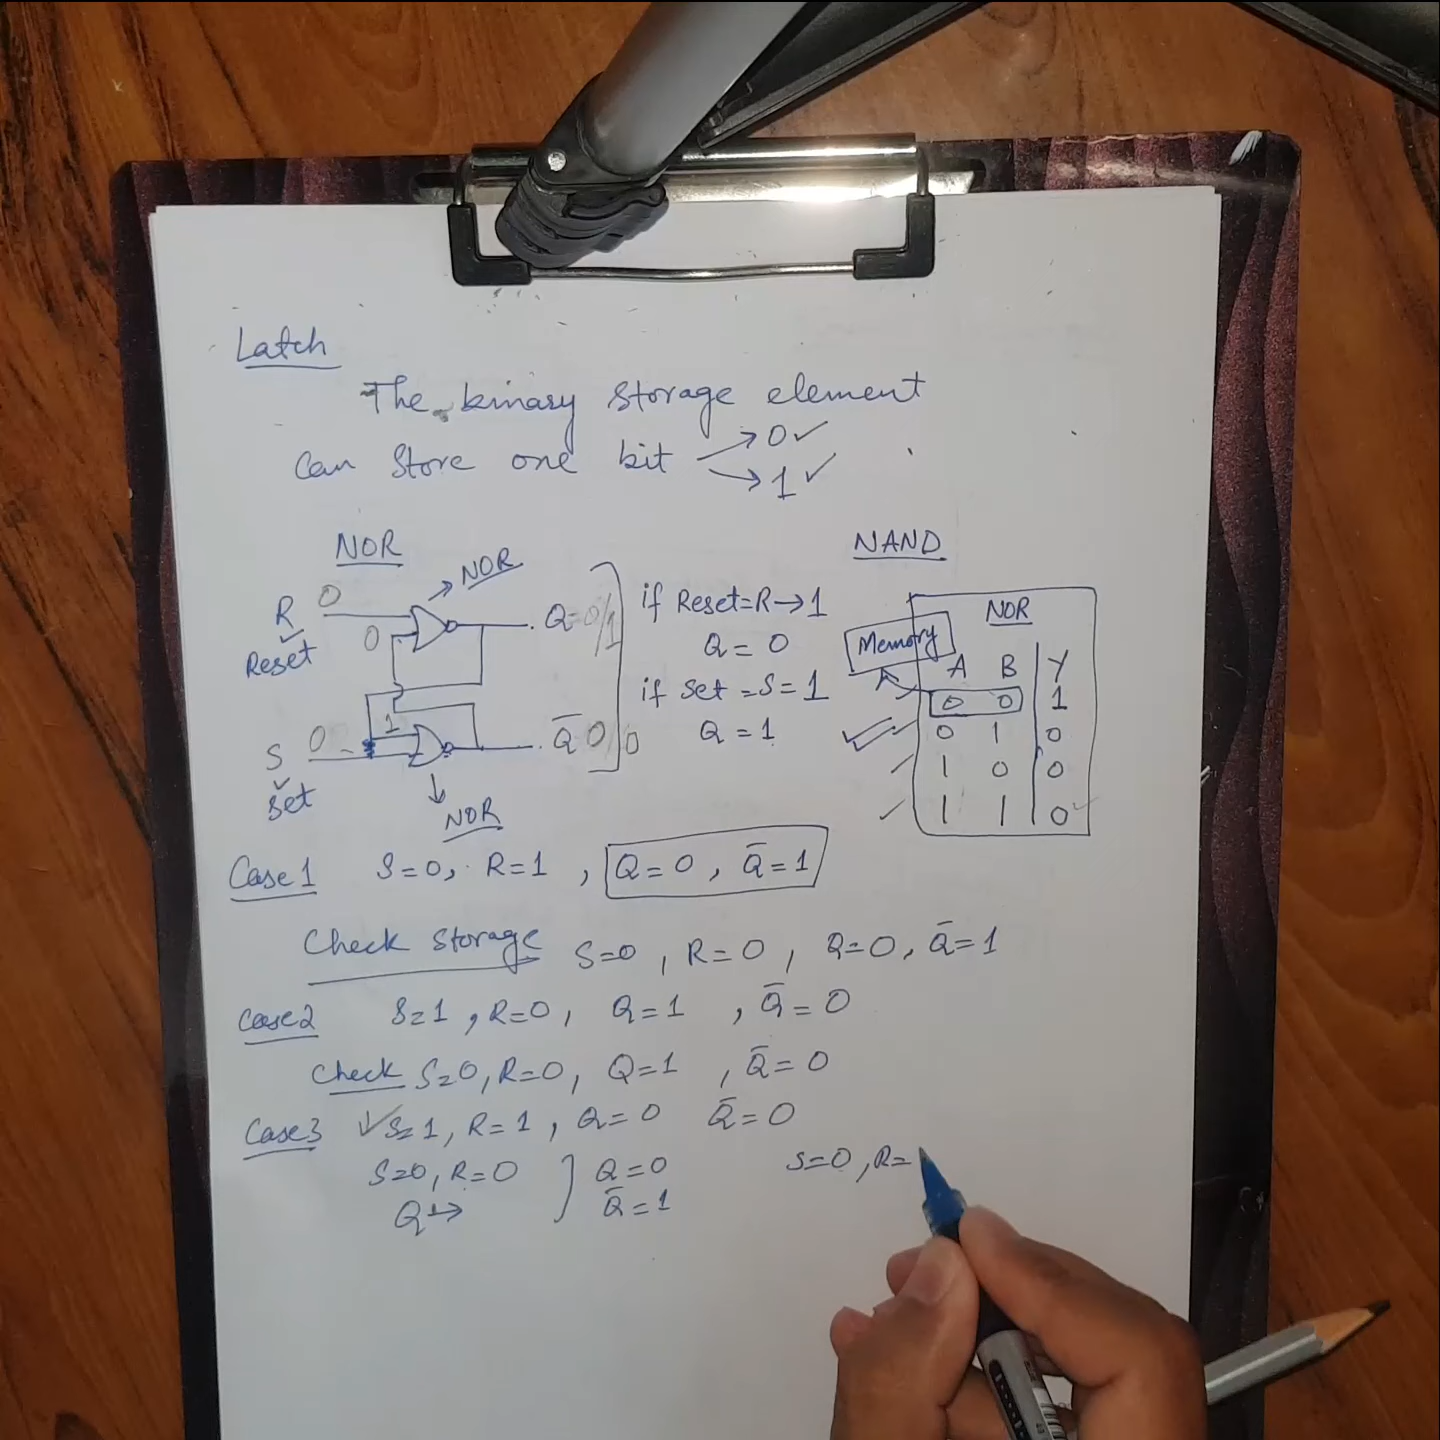 Latch
The binary storage element
Can Store one bit → 0 ✓
→ 1 ✓
NOR
→ NOR
R 0
Reset
0
Q = 0/1
S 0
Set
1
Q̅ 0/0
NOR
if Reset=R→1
Q = 0
if Set =S=1
Q = 1
NAND
NOR
Memory
A B Y
0 0 1
0 1 0
1 0 0
1 1 0
Case 1 S=0, R=1 , Q=0 , Q̅=1
Check Storage S=0 , R=0 , Q=0, Q̅=1
Case2 S=1 , R=0, Q=1 , Q̅=0
Check S=0, R=0, Q=1 , Q̅=0
Case3 ✓ S=1, R=1 , Q=0 Q̅=0
S=0, R=0 ] Q=0
Q̅=1
S=0 , R=